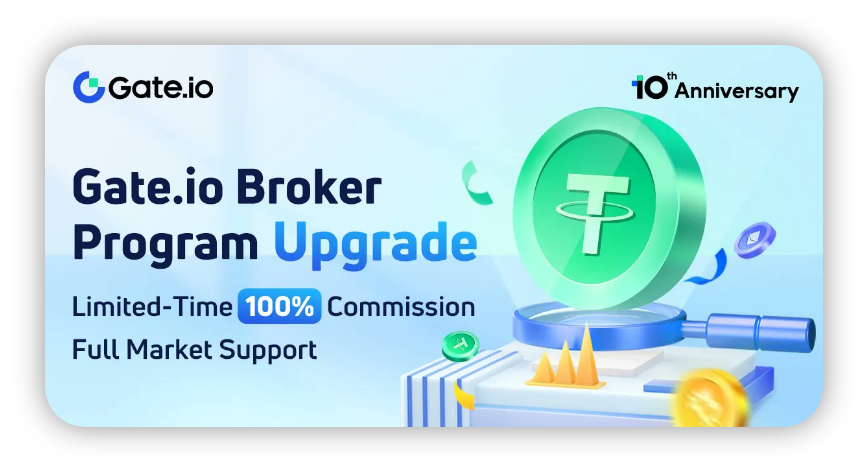 Gate.io
10th Anniversary
Gate.io Broker
Program Upgrade
Limited-Time 100% Commission
Full Market Support